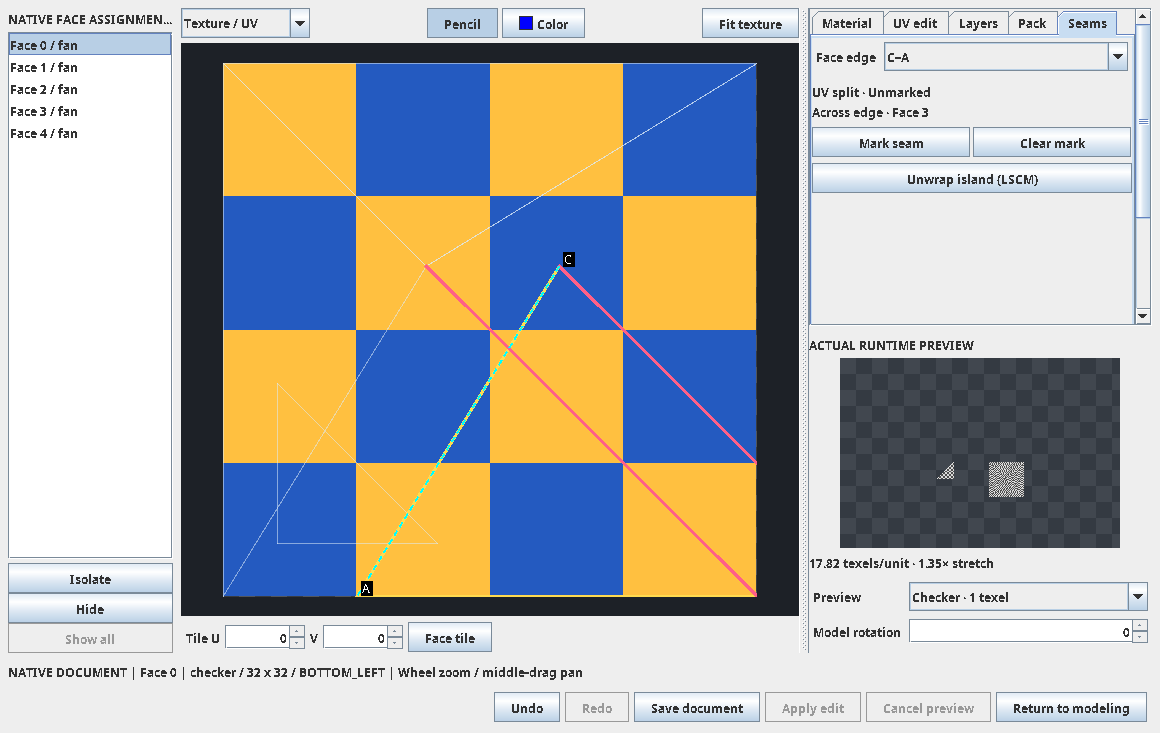 NATIVE FACE ASSIGNMEN...
Face 0 / fan
Face 1 / fan
Face 2 / fan
Face 3 / fan
Face 4 / fan
Isolate
Hide
Show all
Texture / UV
Pencil
Color
Fit texture
C
A
Tile U
0
V
0
Face tile
Material
UV edit
Layers
Pack
Seams
Face edge
C–A
UV split · Unmarked
Across edge · Face 3
Mark seam
Clear mark
Unwrap island (LSCM)
ACTUAL RUNTIME PREVIEW
17.82 texels/unit · 1.35× stretch
Preview
Checker · 1 texel
Model rotation
0
NATIVE DOCUMENT | Face 0 | checker / 32 x 32 / BOTTOM_LEFT | Wheel zoom / middle-drag pan
Undo
Redo
Save document
Apply edit
Cancel preview
Return to modeling